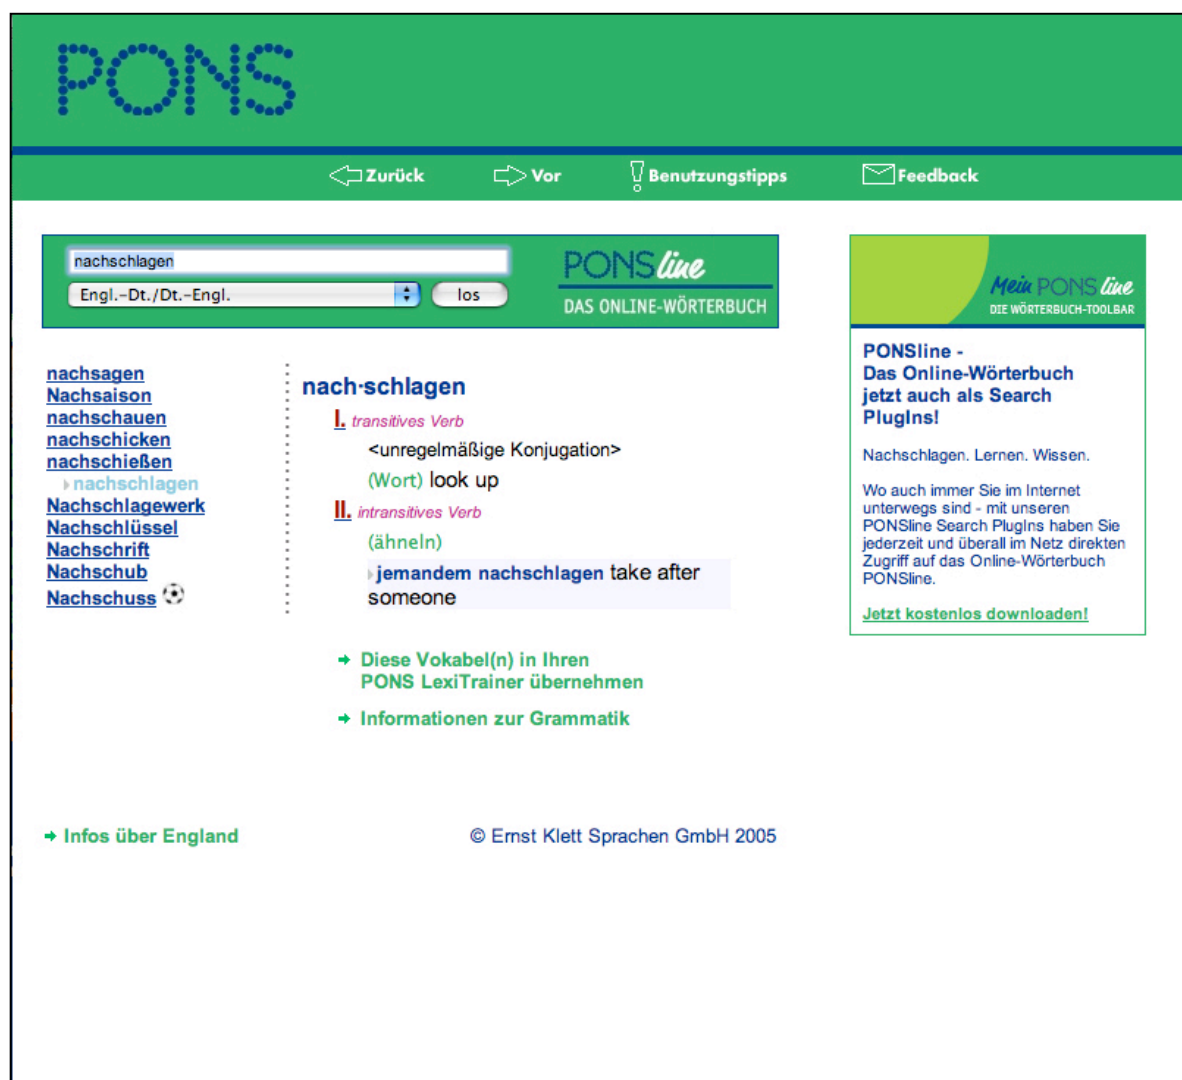 PONS
Zurück
Vor
Benutzungstipps
Feedback
nachschlagen
Engl.-Dt./Dt.-Engl.
los
PONSline
DAS ONLINE-WÖRTERBUCH
Mein PONSline
DIE WÖRTERBUCH-TOOLBAR
nachsagen
Nachsaison
nachschauen
nachschicken
nachschießen
nachschlagen
Nachschlagewerk
Nachschlüssel
Nachschrift
Nachschub
Nachschuss
nach·schlagen
I. transitives Verb
<unregelmäßige Konjugation>
(Wort) look up
II. intransitives Verb
(ähneln)
jemandem nachschlagen take after
someone
Diese Vokabel(n) in Ihren
PONS LexiTrainer übernehmen
Informationen zur Grammatik
PONSline -
Das Online-Wörterbuch
jetzt auch als Search
PlugIns!
Nachschlagen. Lernen. Wissen.
Wo auch immer Sie im Internet
unterwegs sind - mit unseren
PONSline Search PlugIns haben Sie
jederzeit und überall im Netz direkten
Zugriff auf das Online-Wörterbuch
PONSline.
Jetzt kostenlos downloaden!
Infos über England
© Ernst Klett Sprachen GmbH 2005